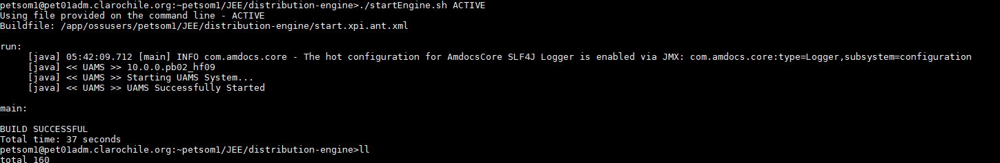 petsom1@pet01adm.clarochile.org:~petsom1/JEE/distribution-engine>./startEngine.sh ACTIVE
Using file provided on the command line - ACTIVE
Buildfile: /app/ossusers/petsom1/JEE/distribution-engine/start.xpi.ant.xml
run:
[java] 05:42:09.712 [main] INFO com.amdocs.core - The hot configuration for AmdocsCore SLF4J Logger is enabled via JMX: com.amdocs.core:type=Logger,subsystem=configuration
[java] << UAMS >> 10.0.0.pb02_hf09
[java] << UAMS >> Starting UAMS System...
[java] << UAMS >> UAMS Successfully Started
main:
BUILD SUCCESSFUL
Total time: 37 seconds
petsom1@pet01adm.clarochile.org:~petsom1/JEE/distribution-engine>ll
total 160